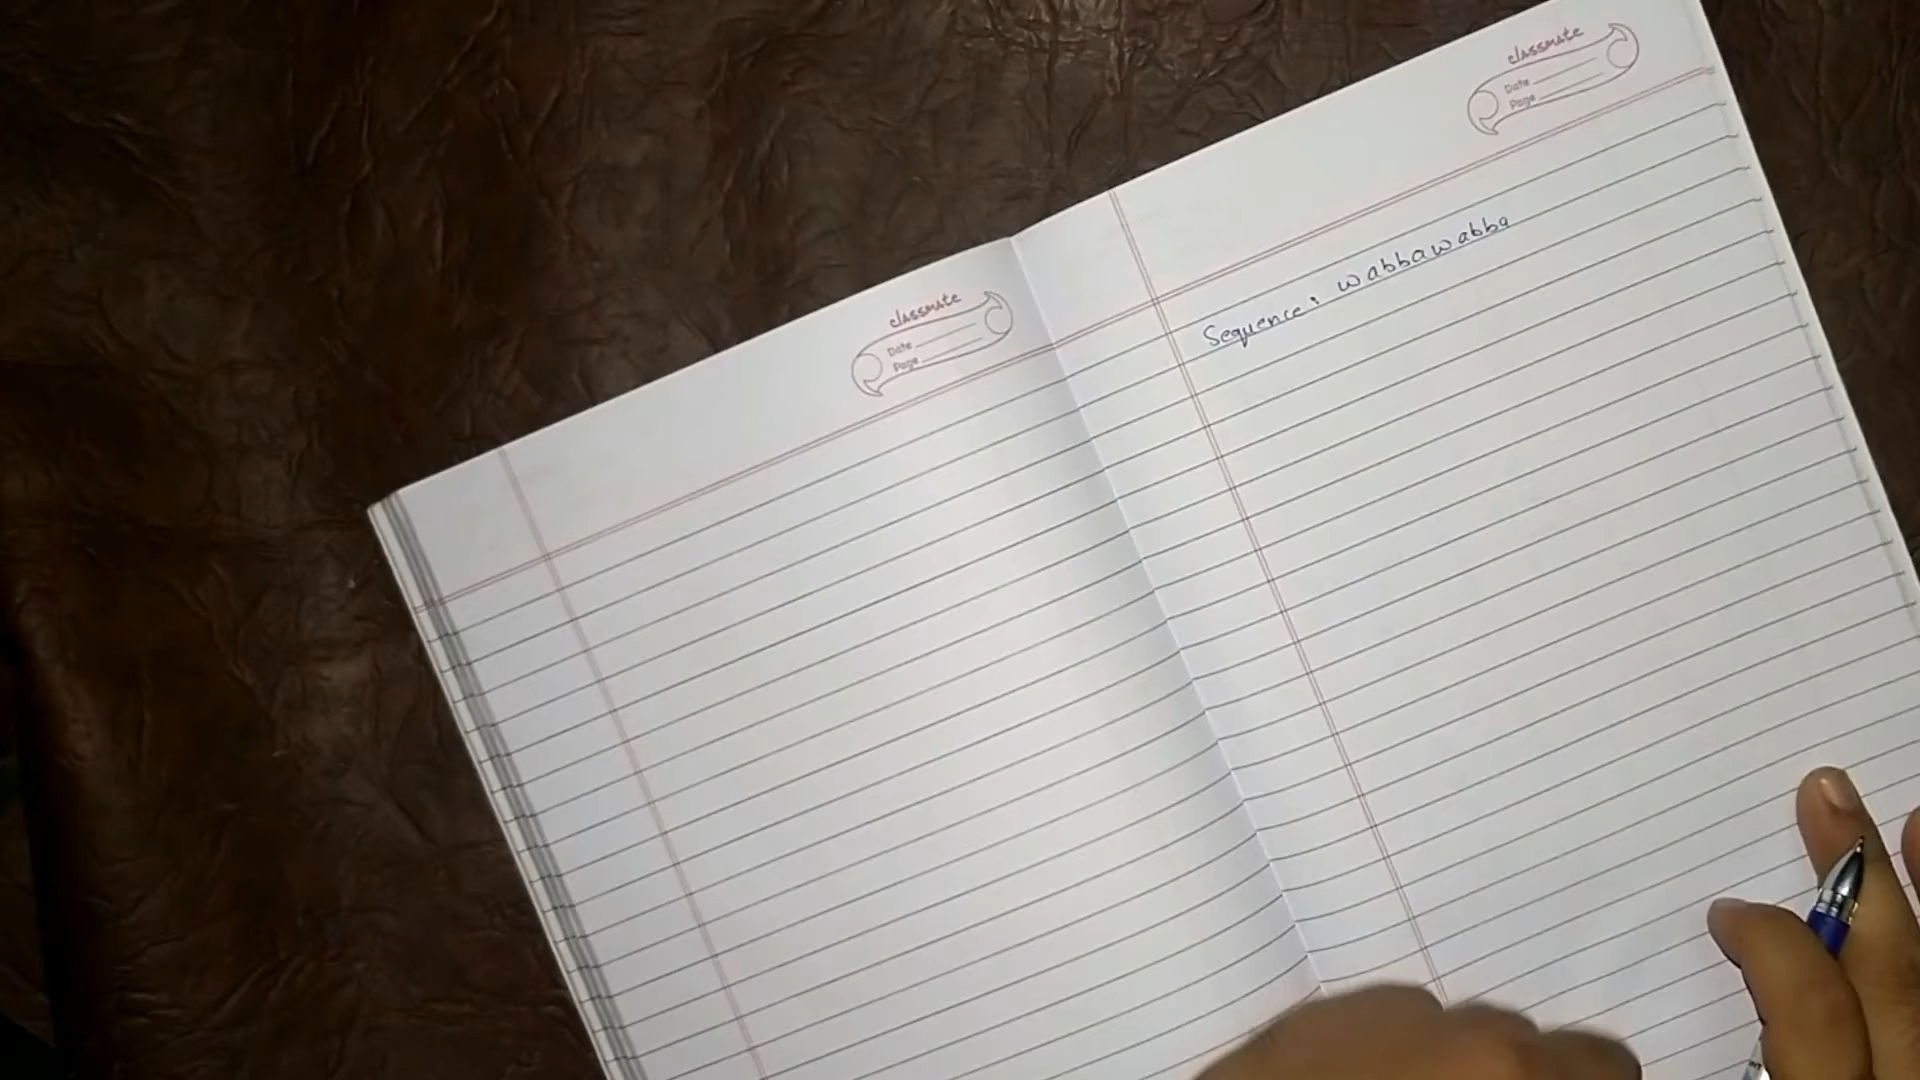 classmate
Date
Page
classmate
Date
Page
Sequence: wabbawabba